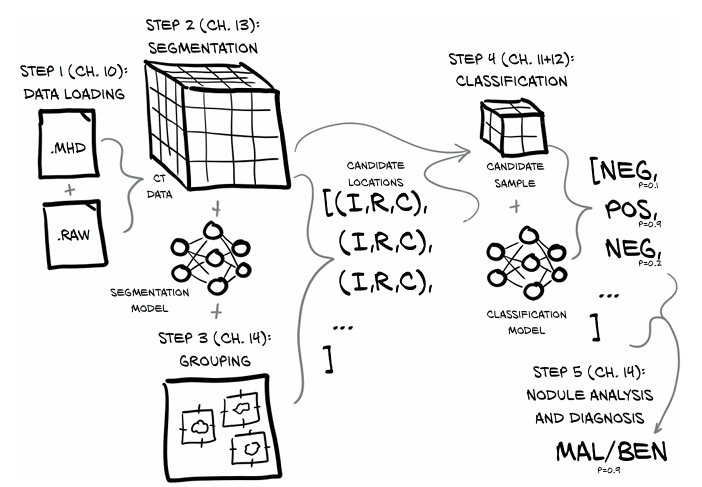 STEP 1 (CH. 10):
DATA LOADING
.MHD
+
.RAW
STEP 2 (CH. 13):
SEGMENTATION
CT
DATA
+
SEGMENTATION
MODEL
+
STEP 3 (CH. 14):
GROUPING
CANDIDATE
LOCATIONS
[(I,R,C),
(I,R,C),
(I,R,C),
...
]
STEP 4 (CH. 11+12):
CLASSIFICATION
CANDIDATE
SAMPLE
+
CLASSIFICATION
MODEL
[NEG,
P=0.1
POS,
P=0.9
NEG,
P=0.2
...
]
STEP 5 (CH. 14):
NODULE ANALYSIS
AND DIAGNOSIS
MAL/BEN
P=0.9